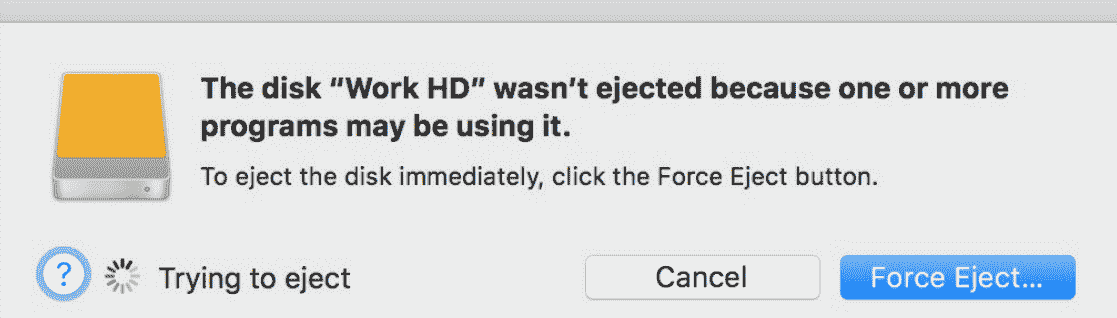 The disk “Work HD” wasn’t ejected because one or more
programs may be using it.
To eject the disk immediately, click the Force Eject button.
? Trying to eject Cancel Force Eject...